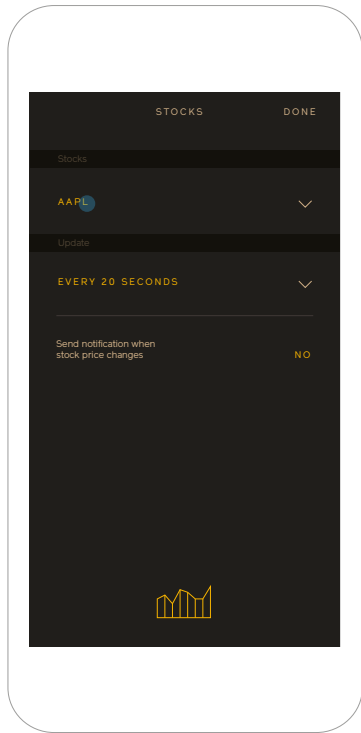 STOCKS DONE
Stocks
AAPL
Update
EVERY 20 SECONDS
Send notification when
stock price changes
NO